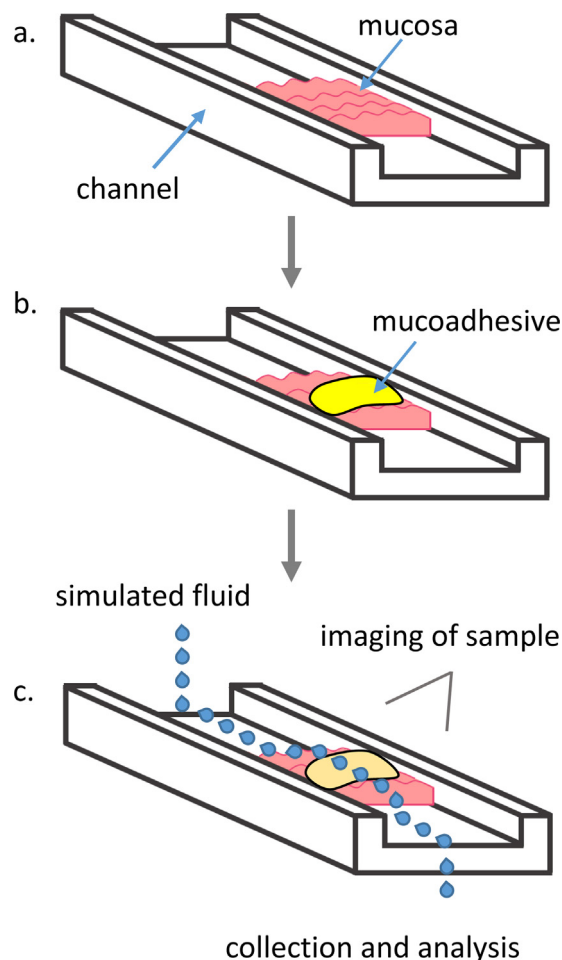 a.
mucosa
channel
b.
mucoadhesive
simulated fluid
imaging of sample
c.
collection and analysis